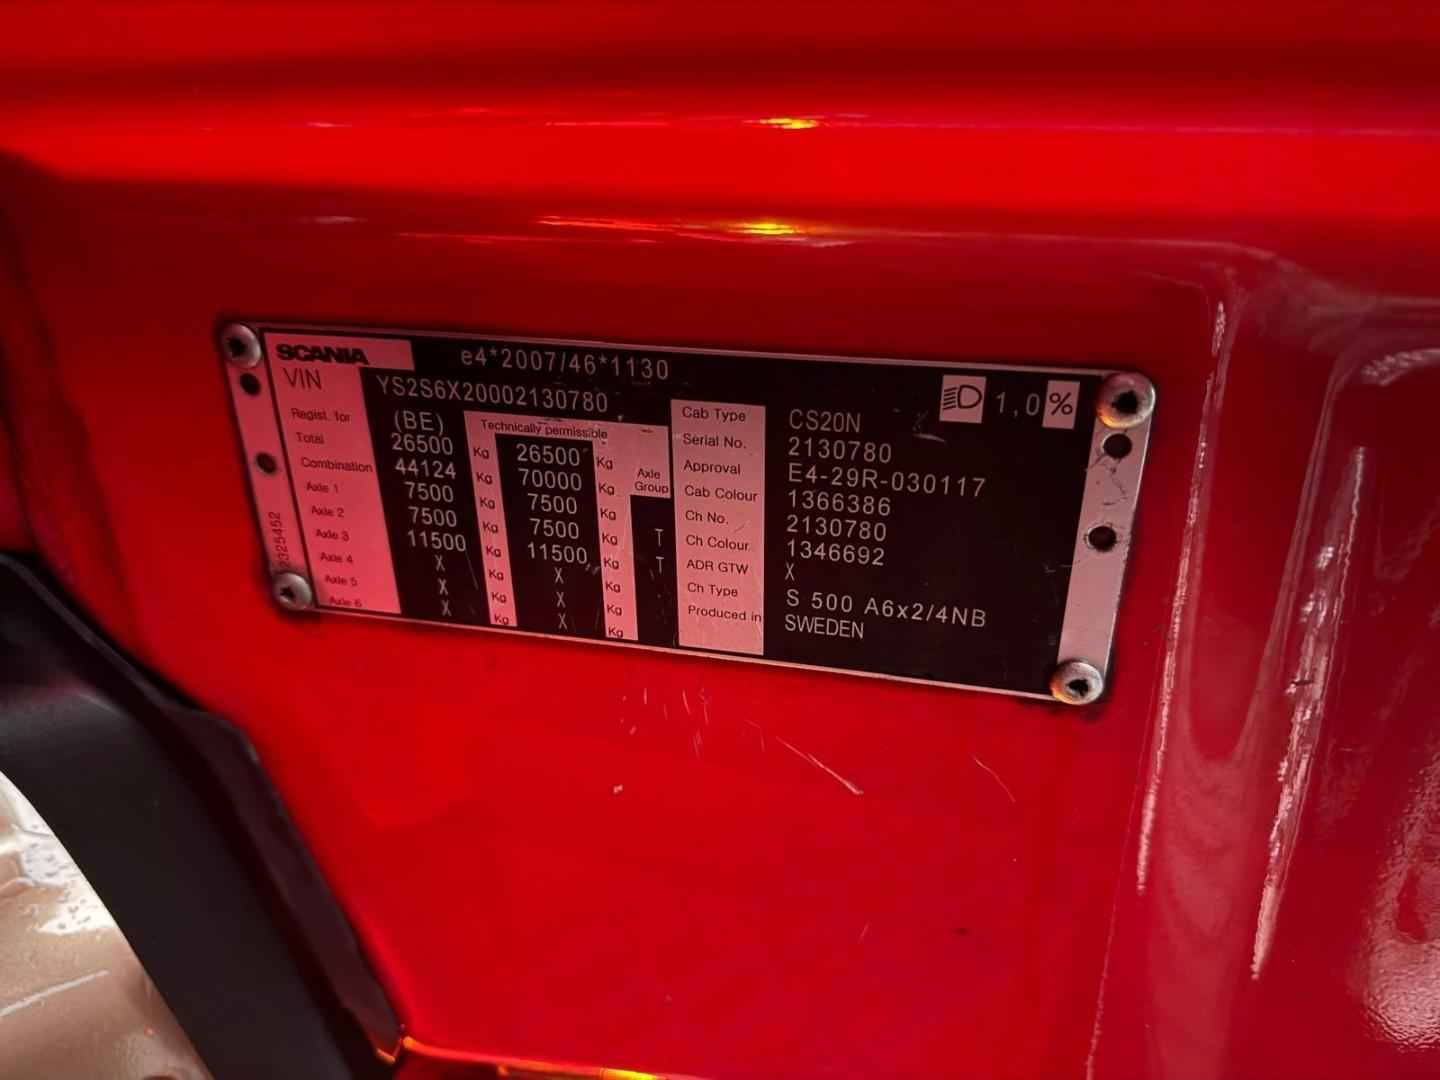 SCANIA e4*2007/46*1130
VIN YS2S6X20002130780 1,0%
Regist. for (BE) Technically permissible
Total 26500 Kg 26500 Kg
Combination 44124 Kg 70000 Kg Axle Group
Axle 1 7500 Kg 7500 Kg
Axle 2 7500 Kg 7500 Kg T
Axle 3 11500 Kg 11500 Kg T
Axle 4 X Kg X Kg
Axle 5 X Kg X Kg
Axle 6 X Kg X Kg
2325452
Cab Type CS20N
Serial No. 2130780
Approval E4-29R-030117
Cab Colour 1366386
Ch No. 2130780
Ch Colour 1346692
ADR GTW X
Ch Type S 500 A6x2/4NB
Produced in SWEDEN